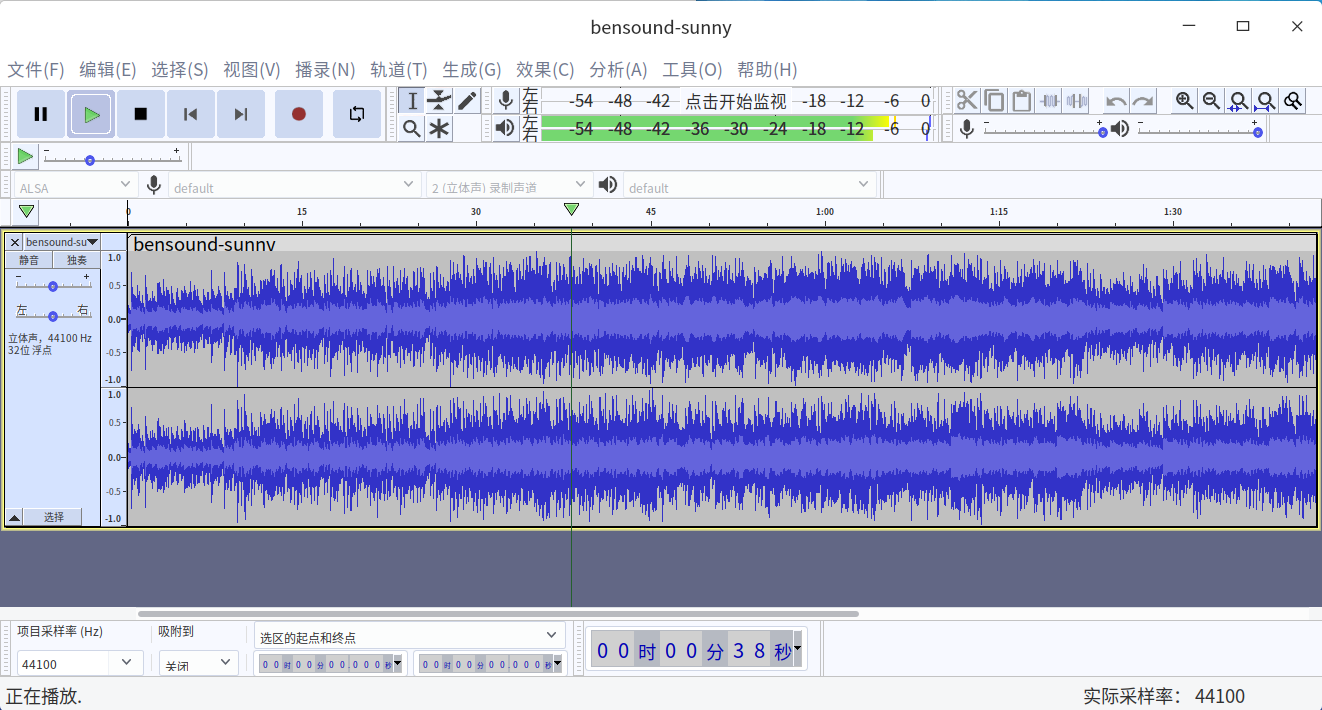 bensound-sunny
文件(F) 编辑(E) 选择(S) 视图(V) 播录(N) 轨道(T) 生成(G) 效果(C) 分析(A) 工具(O) 帮助(H)
左 右 -54 -48 -42 点击开始监视 -18 -12 -6 0
左 右 -54 -48 -42 -36 -30 -24 -18 -12 -6 0
ALSA default 2 (立体声) 录制声道 default
0 15 30 45 1:00 1:15 1:30
bensound-su bensound-sunny
静音 独奏
左 右
立体声，44100 Hz
32位 浮点
选择
1.0
0.5
0.0
-0.5
-1.0
1.0
0.5
0.0
-0.5
-1.0
项目采样率 (Hz) 吸附到 选区的起点和终点
44100 关闭 00时00分00.000秒 00时00分00.000秒
00时00分38秒
正在播放. 实际采样率： 44100